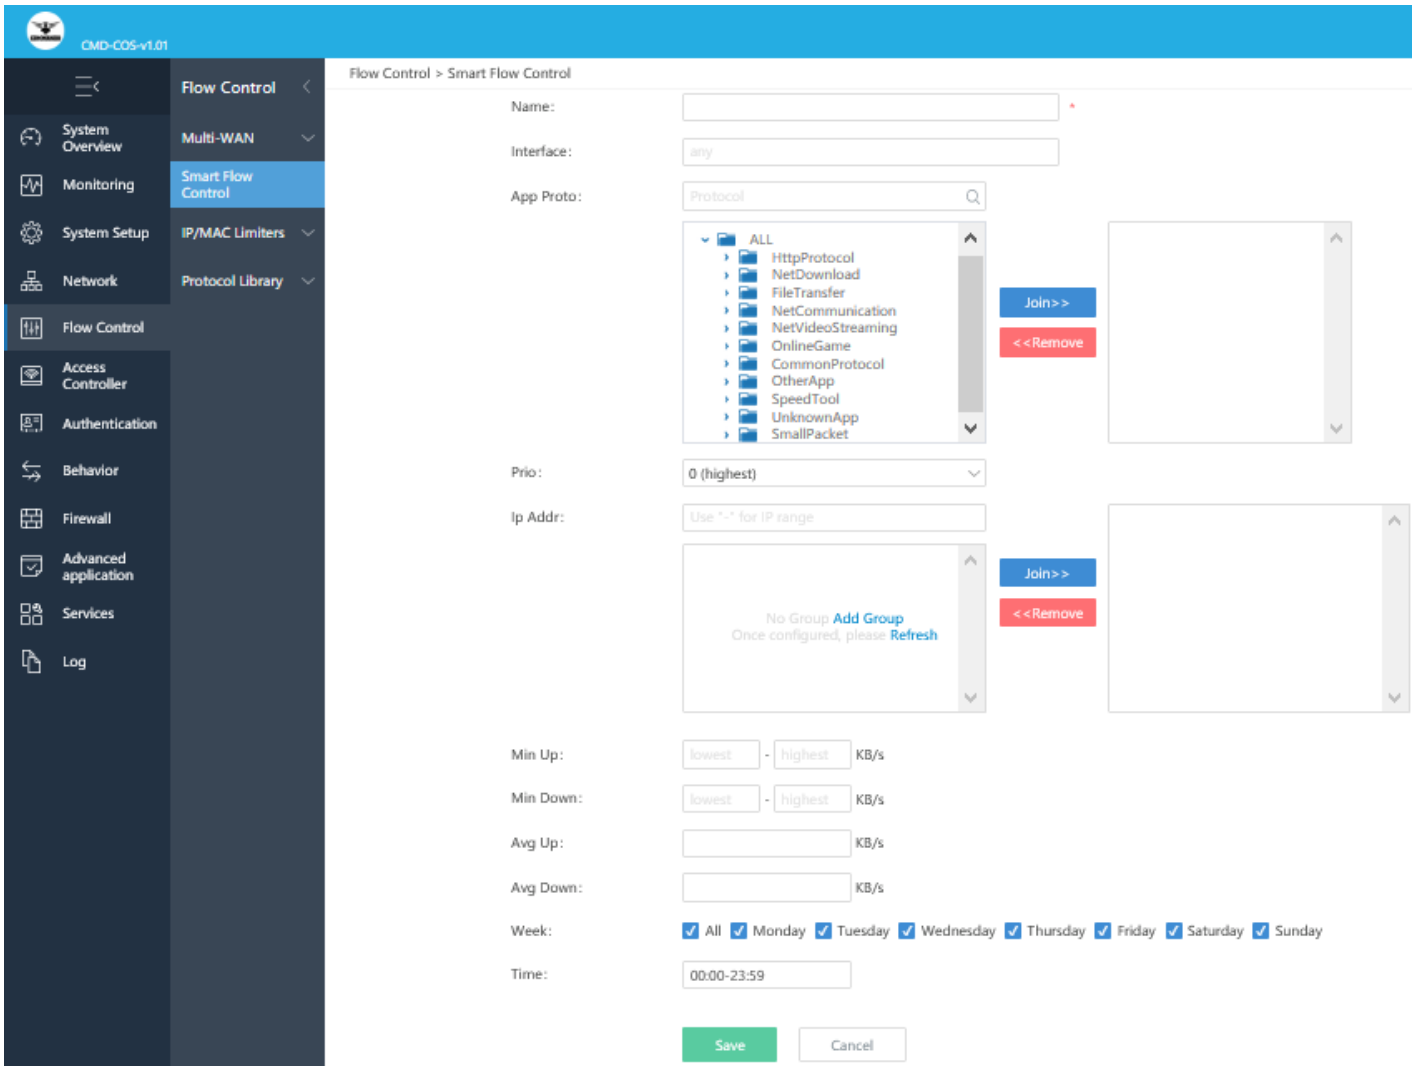 CMD-COS-v1.01
System
Overview
Monitoring
System Setup
Network
Flow Control
Access
Controller
Authentication
Behavior
Firewall
Advanced
application
Services
Log
Flow Control
Multi-WAN
Smart Flow
Control
IP/MAC Limiters
Protocol Library
Flow Control > Smart Flow Control
Name: *
Interface: any
App Proto: Protocol
ALL
HttpProtocol
NetDownload
FileTransfer
NetCommunication
NetVideoStreaming
OnlineGame
CommonProtocol
OtherApp
SpeedTool
UnknownApp
SmallPacket
Join>>
<<Remove
Prio: 0 (highest)
Ip Addr: Use "-" for IP range
No Group Add Group
Once configured, please Refresh
Join>>
<<Remove
Min Up: lowest - highest KB/s
Min Down: lowest - highest KB/s
Avg Up: KB/s
Avg Down: KB/s
Week: All Monday Tuesday Wednesday Thursday Friday Saturday Sunday
Time: 00:00-23:59
Save Cancel